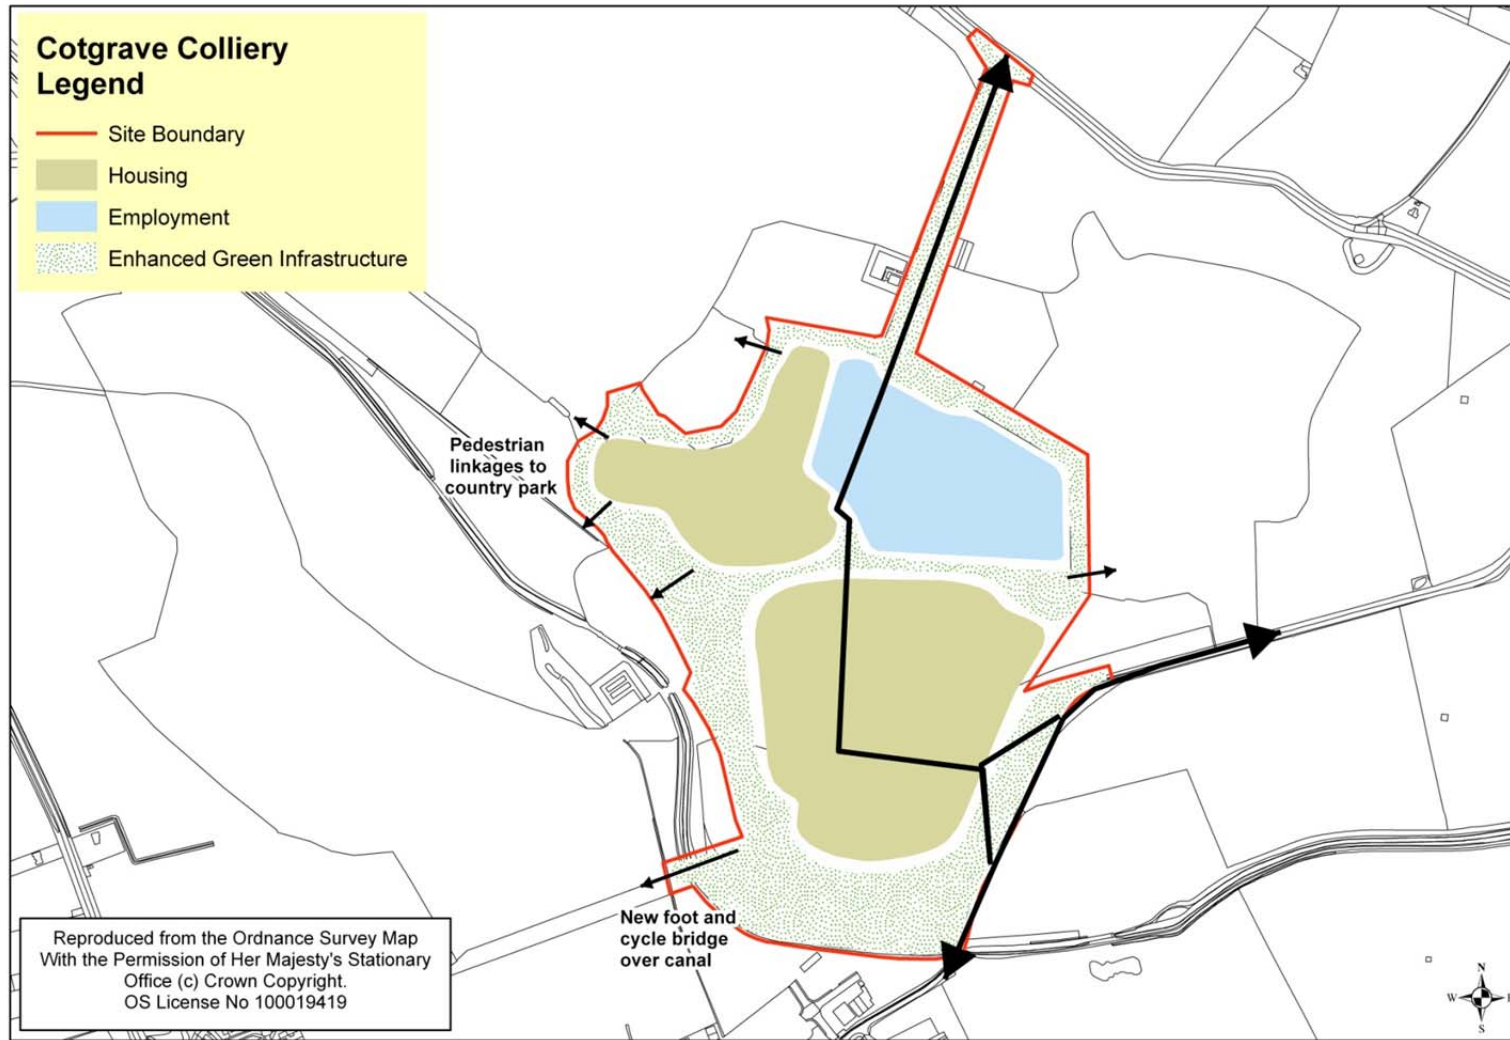 Cotgrave Colliery
Legend
Site Boundary
Housing
Employment
Enhanced Green Infrastructure
Pedestrian
linkages to
country park
New foot and
cycle bridge
over canal
Reproduced from the Ordnance Survey Map
With the Permission of Her Majesty's Stationary
Office (c) Crown Copyright.
OS License No 100019419
N
W
S